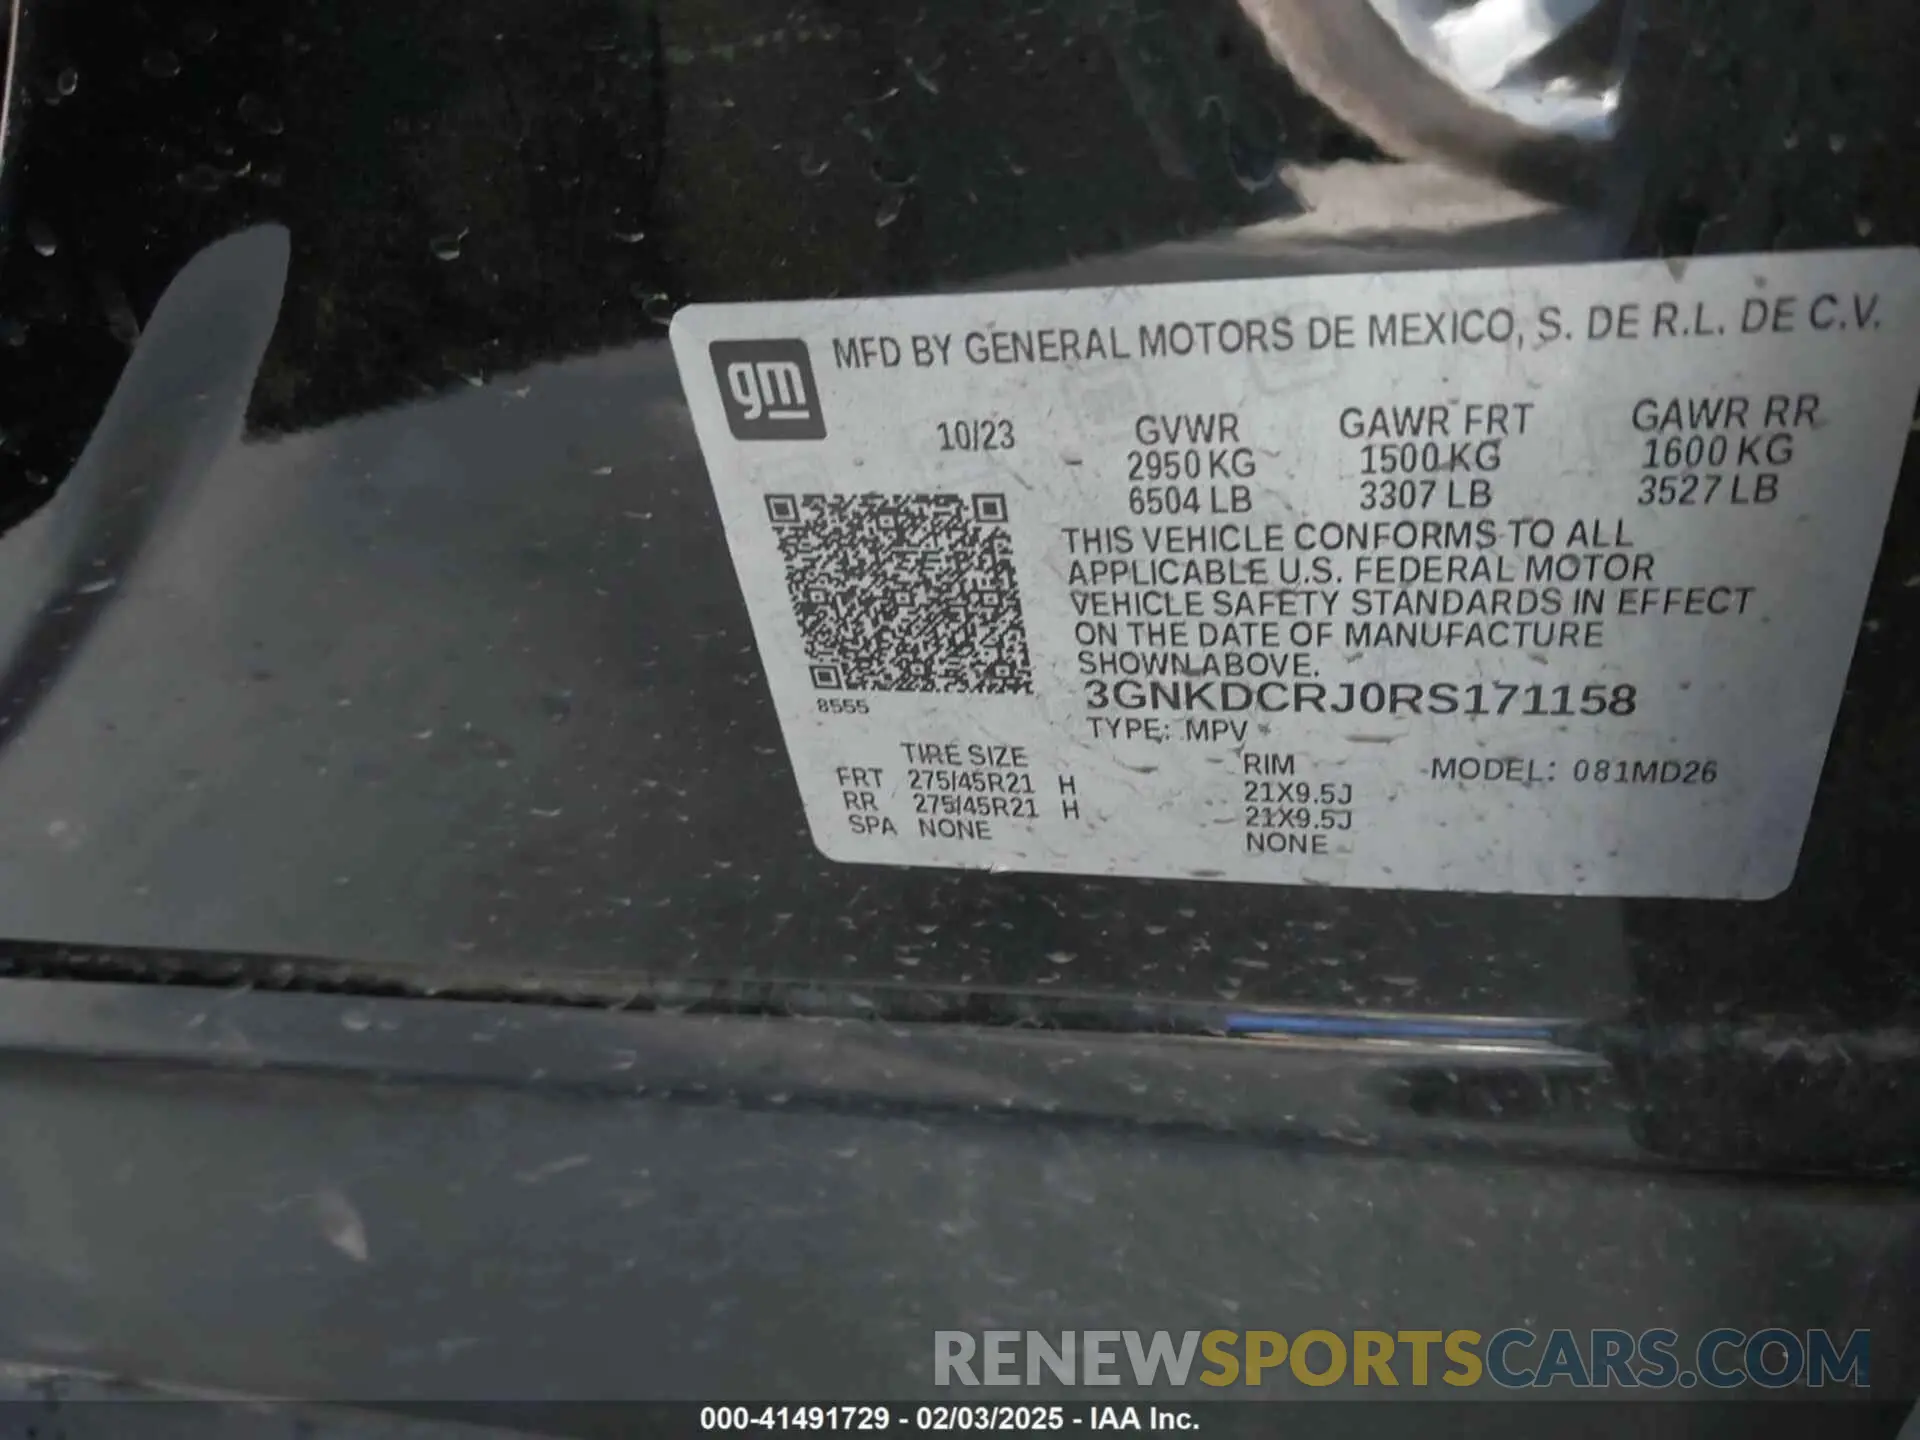 MFD BY GENERAL MOTORS DE MEXICO, S. DE R.L. DE C.V.
gm
10/23 GVWR GAWR FRT GAWR RR
2950 KG 1500 KG 1600 KG
6504 LB 3307 LB 3527 LB
THIS VEHICLE CONFORMS TO ALL
APPLICABLE U.S. FEDERAL MOTOR
VEHICLE SAFETY STANDARDS IN EFFECT
ON THE DATE OF MANUFACTURE
SHOWN ABOVE.
3GNKDCRJ0RS171158
8555
TYPE: MPV
TIRE SIZE RIM MODEL: 081MD26
FRT 275/45R21 H 21X9.5J
RR 275/45R21 H 21X9.5J
SPA NONE NONE
RENEWSPORTSCARS.COM
000-41491729 - 02/03/2025 - IAA Inc.